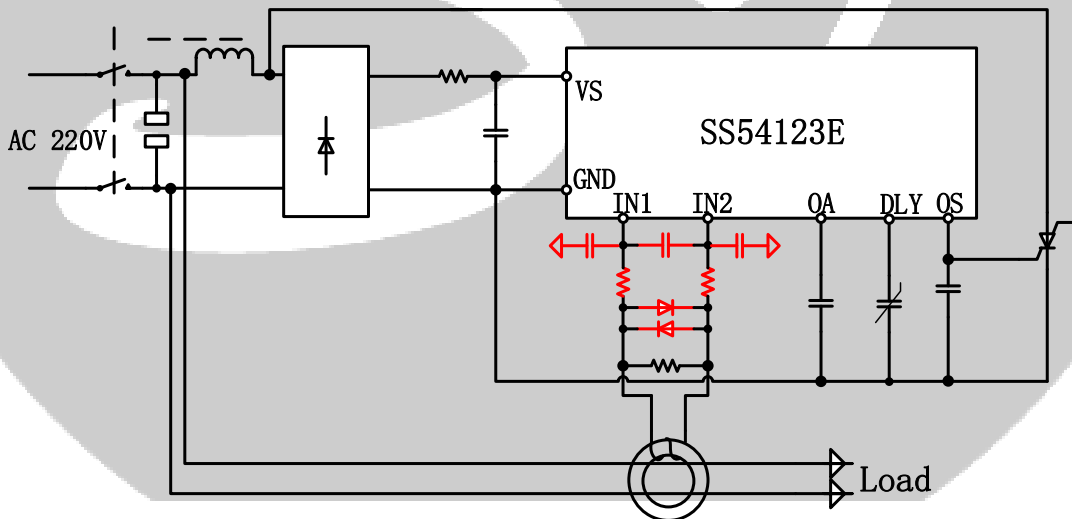 VS
SS54123E
AC 220V
GND
IN1 IN2 OA DLY OS
Load